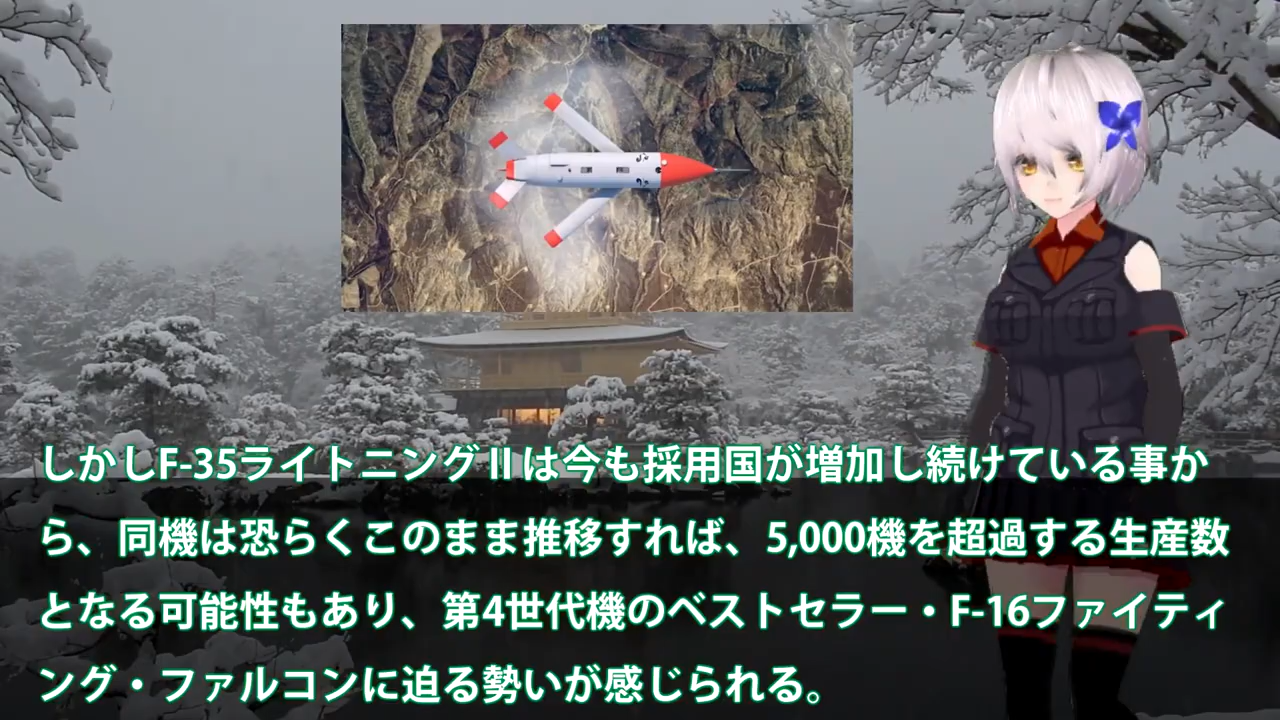 しかしF-35ライトニングⅡは今も採用国が増加し続けている事か
ら、同機は恐らくこのまま推移すれば、5,000機を超過する生産数
となる可能性もあり、第4世代機のベストセラー・F-16ファイティ
ング・ファルコンに迫る勢いが感じられる。